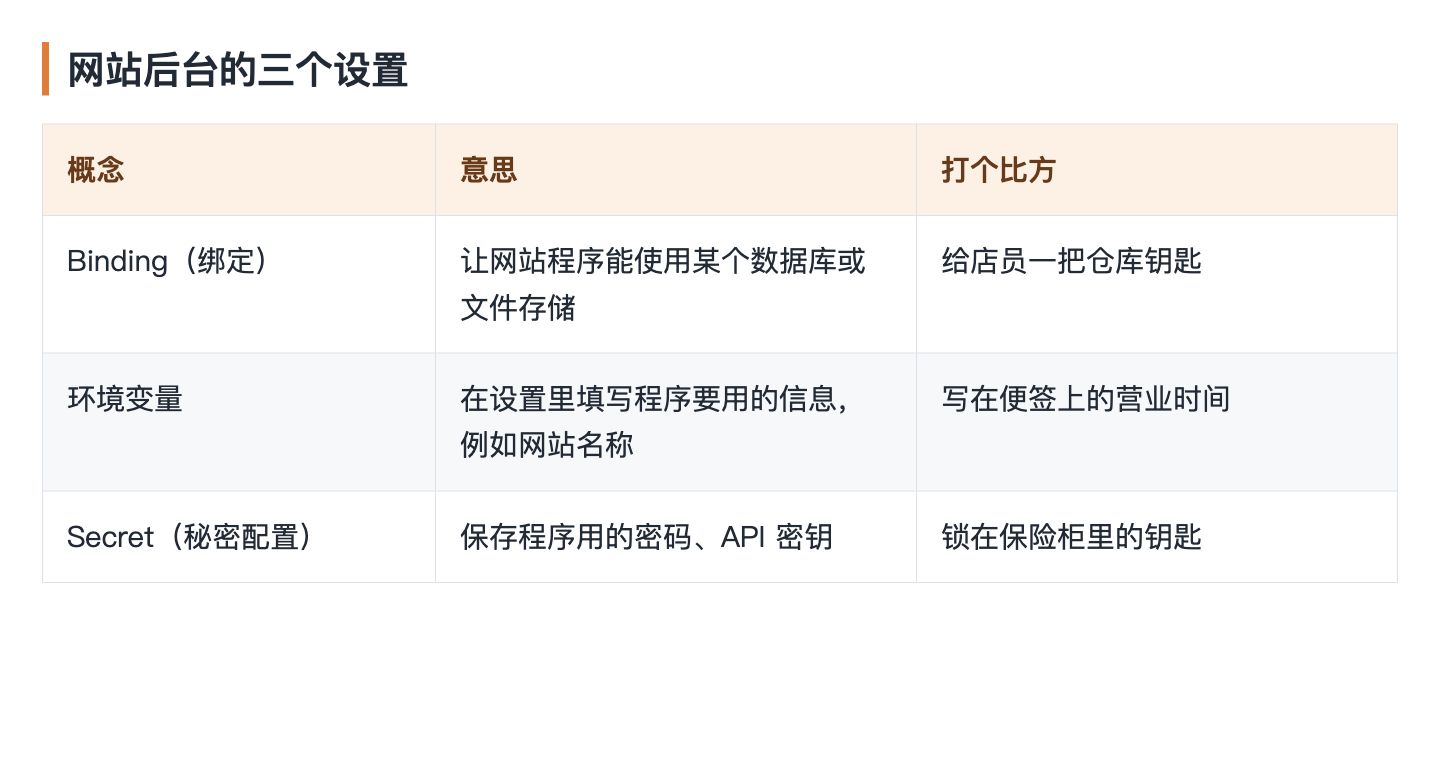 网站后台的三个设置
概念
意思
打个比方
Binding（绑定）
让网站程序能使用某个数据库或
文件存储
给店员一把仓库钥匙
环境变量
在设置里填写程序要用的信息，
例如网站名称
写在便签上的营业时间
Secret（秘密配置）
保存程序用的密码、API 密钥
锁在保险柜里的钥匙